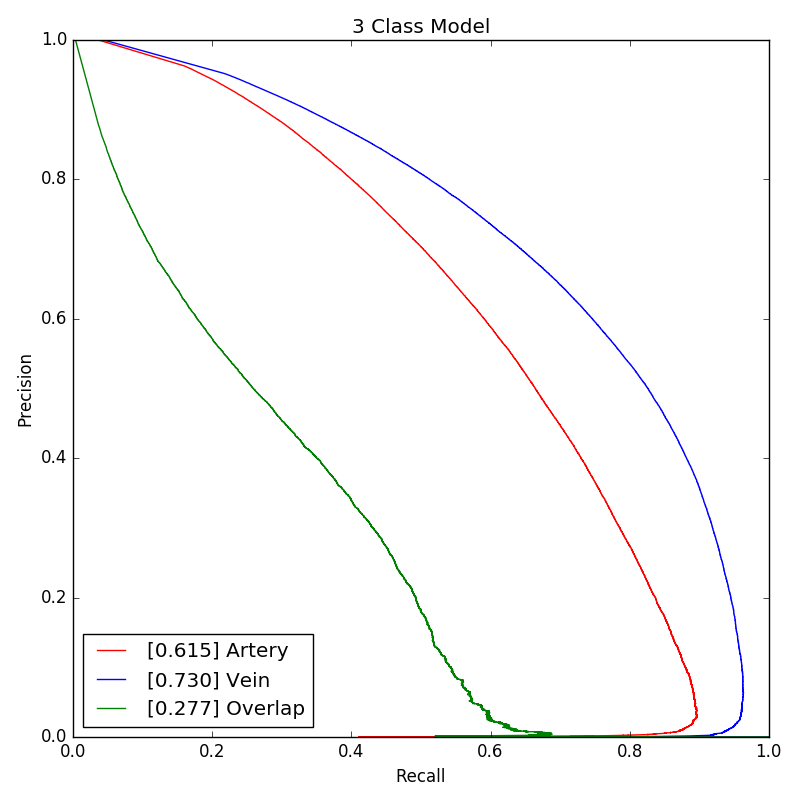 3 Class Model
1.0
0.8
0.6
0.4
0.2
0.0
Precision
[0.615] Artery
[0.730] Vein
[0.277] Overlap
0.0 0.2 0.4 0.6 0.8 1.0
Recall